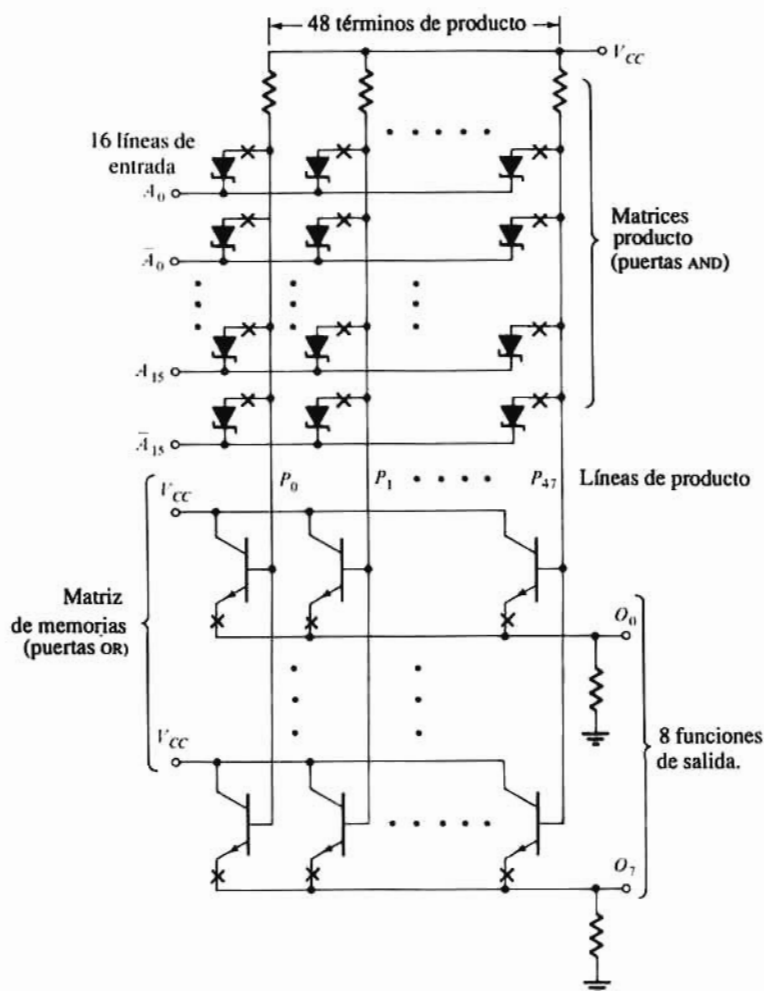 48 términos de producto
V_CC
16 líneas de
entrada
A_0
Ā_0
A_15
Ā_15
Matrices
producto
(puertas AND)
P_0
P_1
P_47
Líneas de producto
V_CC
Matriz
de memorias
(puertas OR)
O_0
V_CC
8 funciones
de salida.
O_7